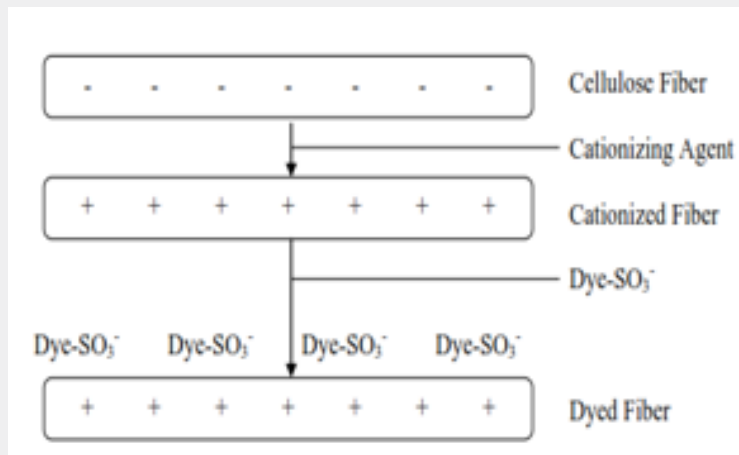 - - - - - - -
Cellulose Fiber
Cationizing Agent
+ + + + + + +
Cationized Fiber
Dye-SO₃⁻
Dye-SO₃⁻ Dye-SO₃⁻ Dye-SO₃⁻ Dye-SO₃⁻
+ + + + + + +
Dyed Fiber